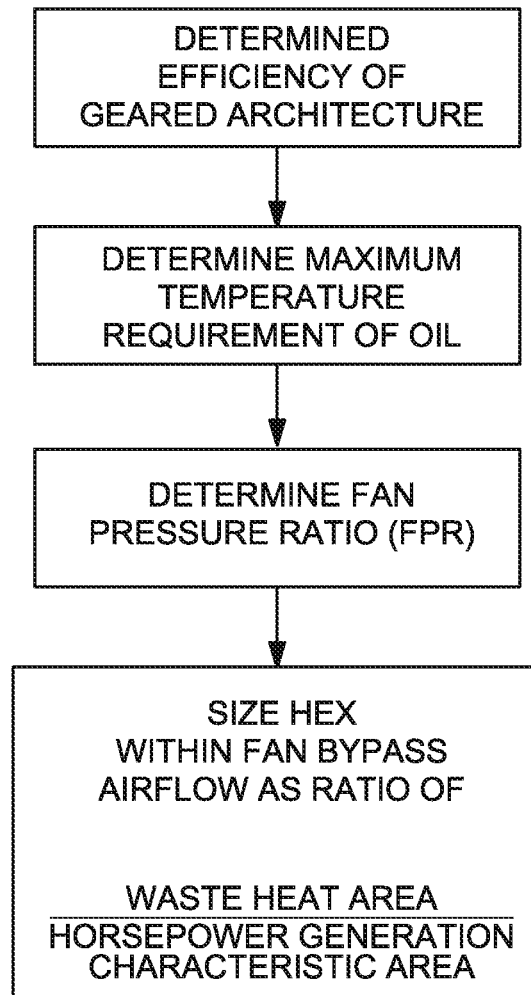 DETERMINED
EFFICIENCY OF
GEARED ARCHITECTURE
DETERMINE MAXIMUM
TEMPERATURE
REQUIREMENT OF OIL
DETERMINE FAN
PRESSURE RATIO (FPR)
SIZE HEX
WITHIN FAN BYPASS
AIRFLOW AS RATIO OF
WASTE HEAT AREA
HORSEPOWER GENERATION
CHARACTERISTIC AREA